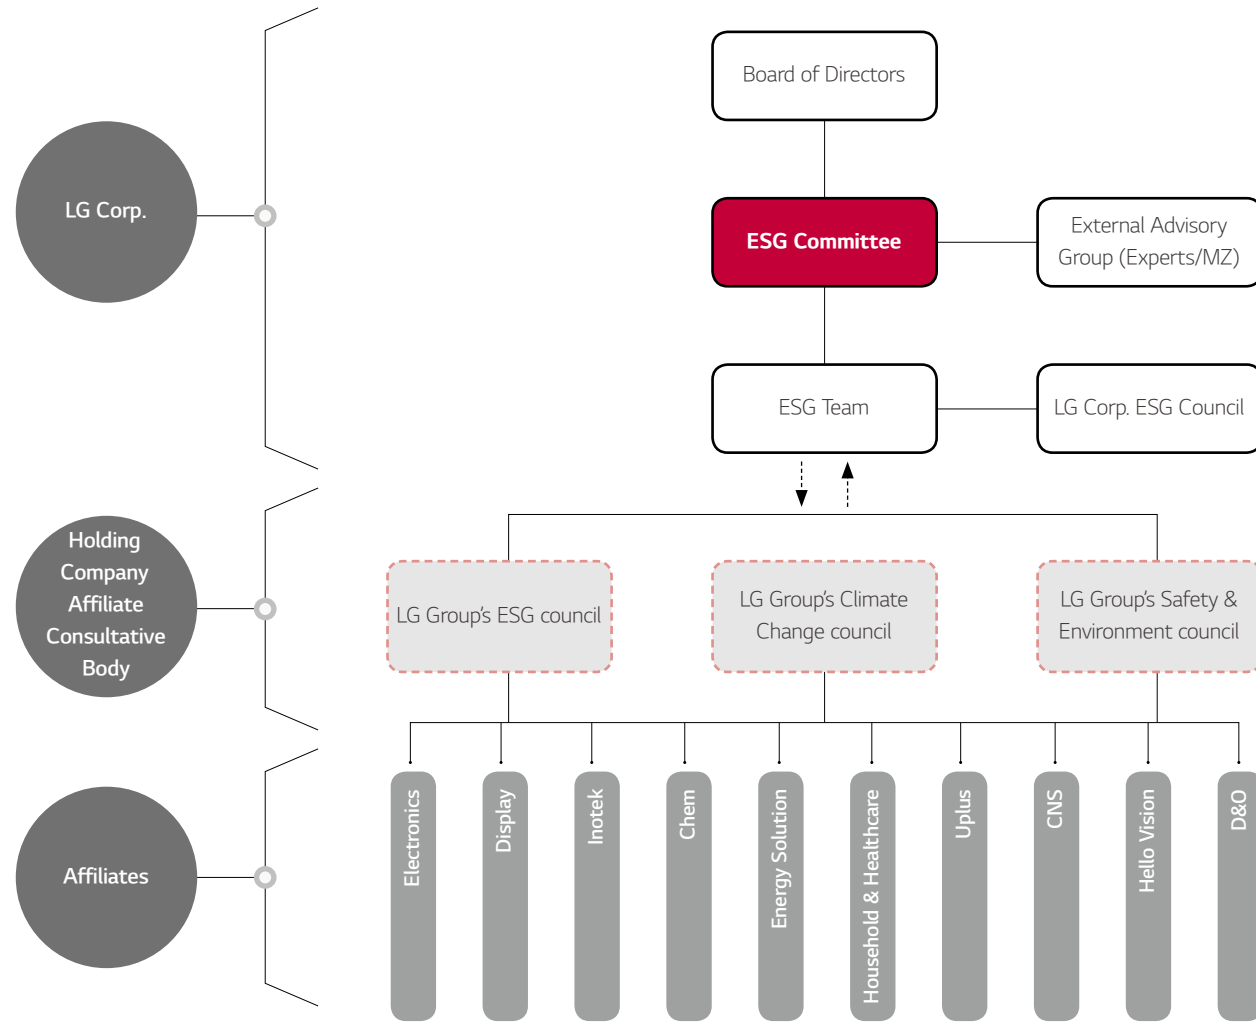 Board of Directors
LG Corp.
ESG Committee
External Advisory
Group (Experts/MZ)
ESG Team
LG Corp. ESG Council
Holding
Company
Affiliate
Consultative
Body
LG Group's ESG council
LG Group's Climate
Change council
LG Group's Safety &
Environment council
Affiliates
Electronics
Display
Inotek
Chem
Energy Solution
Household & Healthcare
Uplus
CNS
Hello Vision
D&O